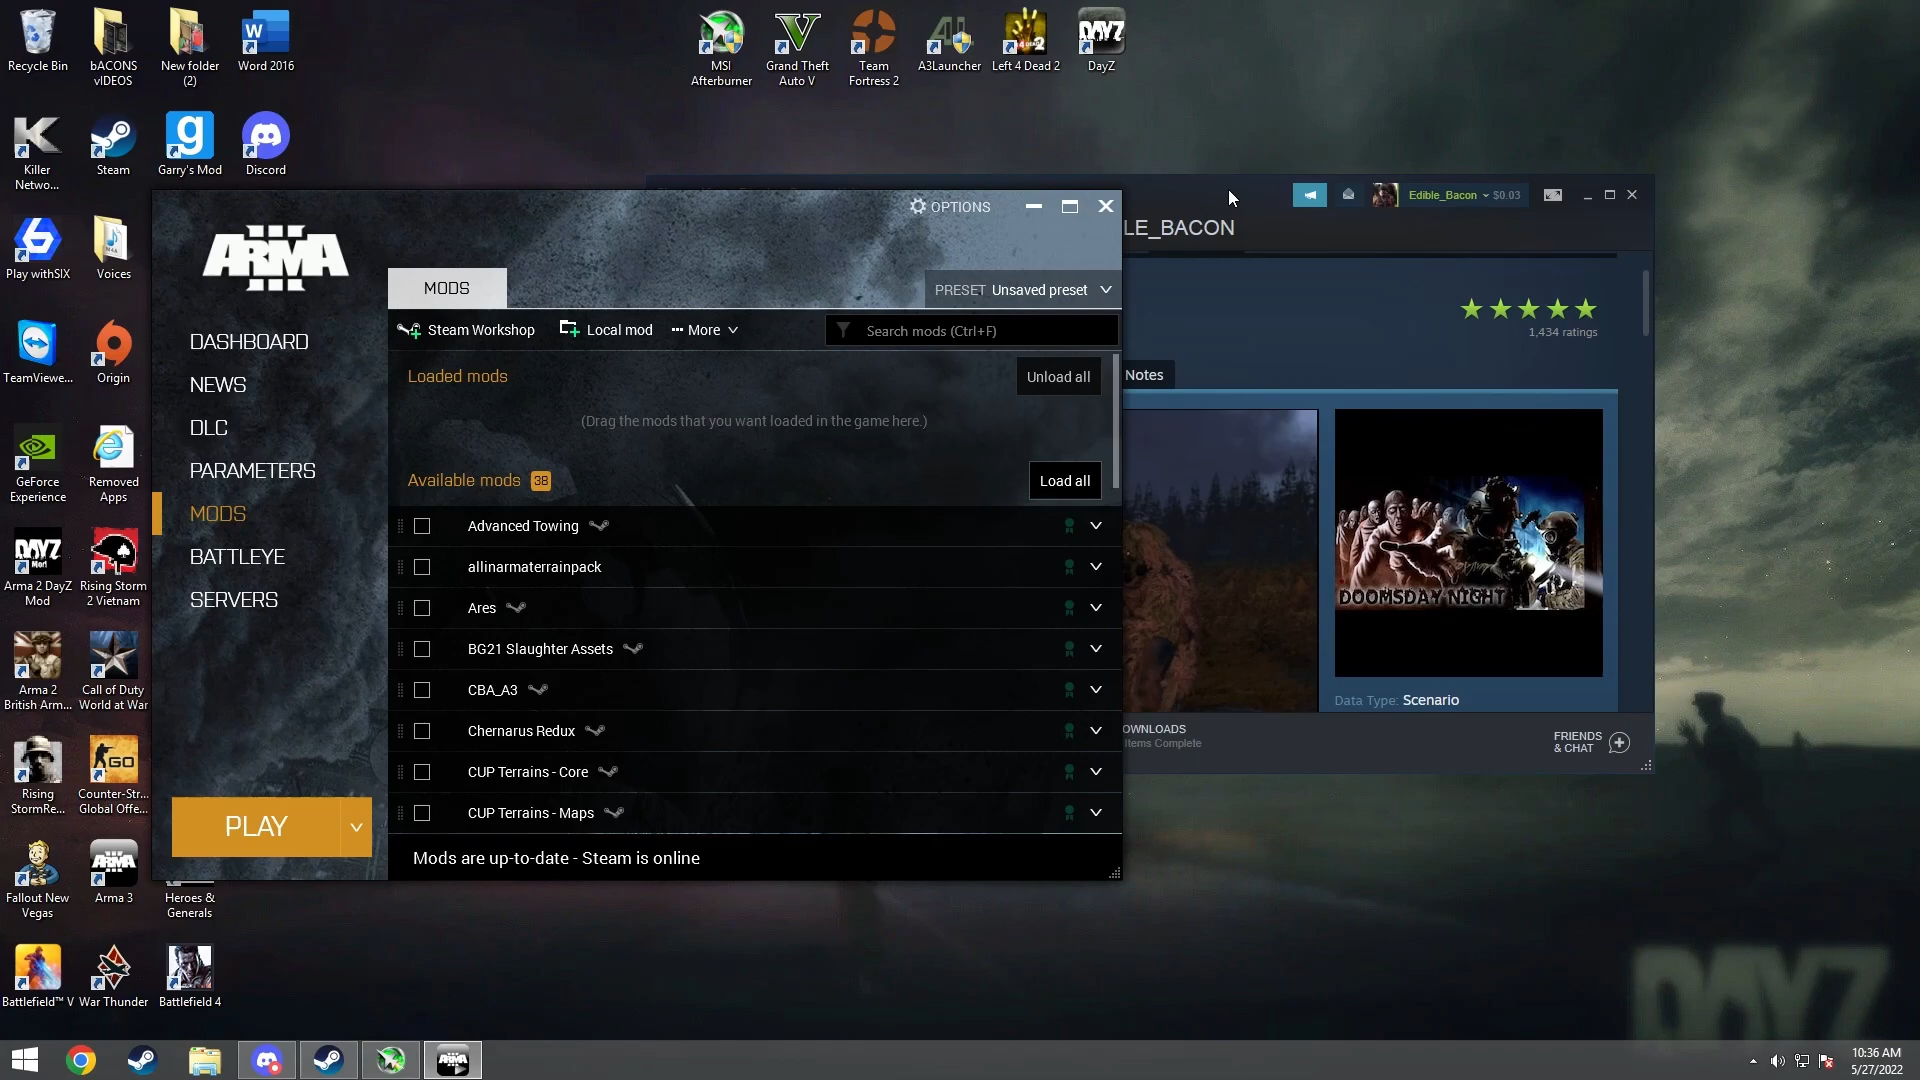 Recycle Bin
bACONS
vIDEOS
New folder
(2)
Word 2016
MSI
Afterburner
Grand Theft
Auto V
Team
Fortress 2
A3Launcher
Left 4 Dead 2
DAYZ
DayZ
Killer
Netwo...
Steam
Garry's Mod
Discord
Play withSIX
Voices
TeamViewe...
Origin
GeForce
Experience
Removed
Apps
DAYZ
Mod
Arma 2 DayZ
Mod
Rising Storm
2 Vietnam
Arma 2
British Arm...
Call of Duty
World at War
Rising
StormRe...
GO
Counter-Str...
Global Offe...
Fallout New
Vegas
ARMA
Arma 3
Heroes &
Generals
Battlefield™ V
War Thunder
Battlefield 4
OPTIONS
ARMA III
MODS
PRESET Unsaved preset
Steam Workshop
Local mod
More
Search mods (Ctrl+F)
DASHBOARD
NEWS
DLC
PARAMETERS
MODS
BATTLEYE
SERVERS
PLAY
Loaded mods
Unload all
(Drag the mods that you want loaded in the game here.)
Available mods 38
Load all
Advanced Towing
allinarmaterrainpack
Ares
BG21 Slaughter Assets
CBA_A3
Chernarus Redux
CUP Terrains - Core
CUP Terrains - Maps
Mods are up-to-date - Steam is online
Edible_Bacon $0.03
LE_BACON
1,434 ratings
Notes
DOOMSDAY NIGHT
Data Type: Scenario
OWNLOADS
Items Complete
FRIENDS
& CHAT
DAYZ
ARMA
10:36 AM
5/27/2022